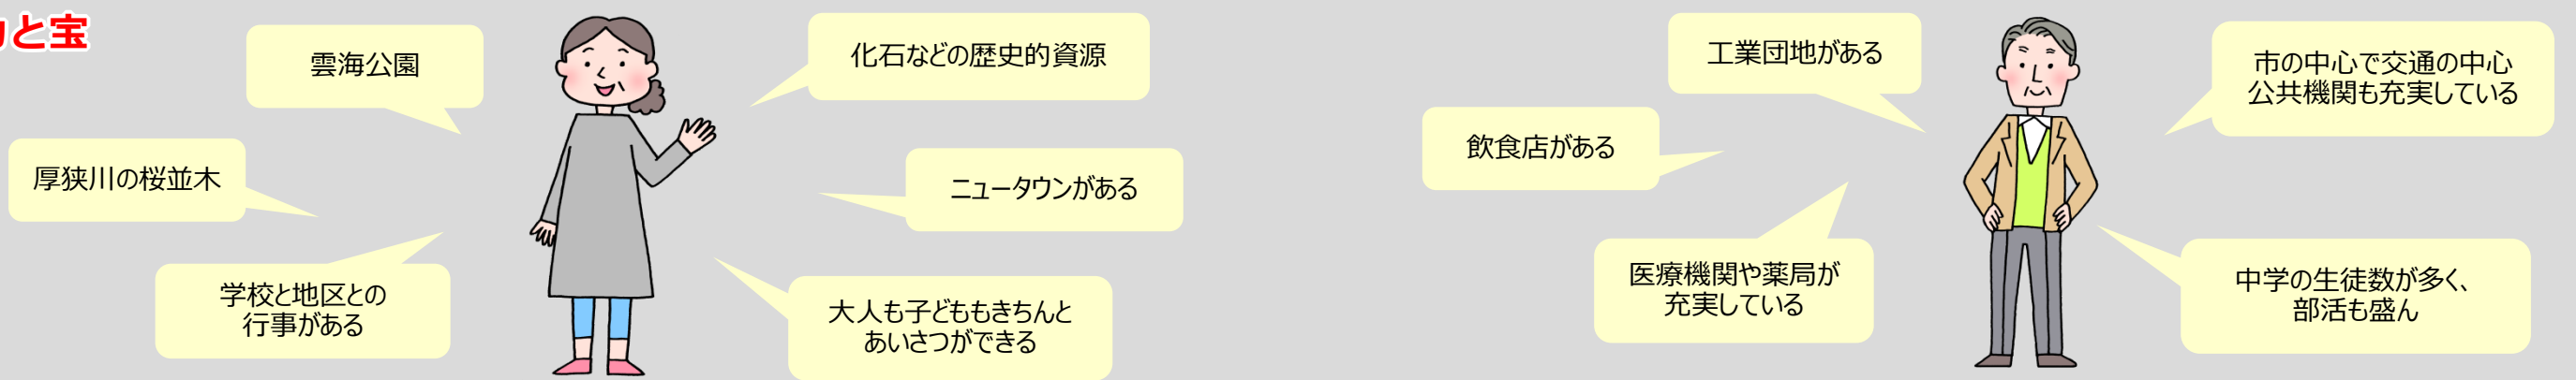 と宝
雲海公園
化石などの歴史的資源
厚狭川の桜並木
ニュータウンがある
学校と地区との
行事がある
大人も子どももきちんと
あいさつができる
工業団地がある
市の中心で交通の中心
公共機関も充実している
飲食店がある
医療機関や薬局が
充実している
中学の生徒数が多く、
部活も盛ん